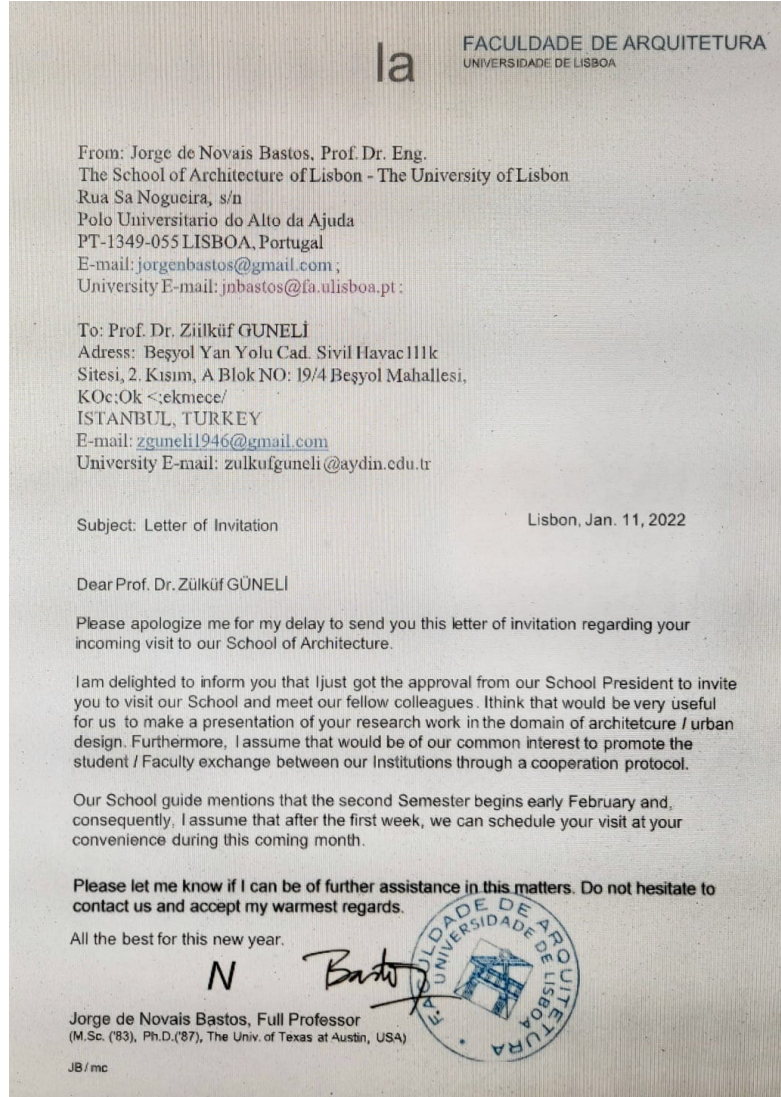 la
FACULDADE DE ARQUITETURA
UNIVERSIDADE DE LISBOA
From: Jorge de Novais Bastos, Prof. Dr. Eng.
The School of Architecture of Lisbon - The University of Lisbon
Rua Sa Nogueira, s/n
Polo Universitario do Alto da Ajuda
PT-1349-055 LISBOA, Portugal
E-mail: jorgenbastos@gmail.com ;
University E-mail: jnbastos@fa.ulisboa.pt :
To: Prof. Dr. Ziilküf GUNELİ
Adress: Beşyol Yan Yolu Cad. Sivil Havac111k
Sitesi, 2. Kısım, A Blok NO: 19/4 Beşyol Mahallesi,
KOc;Ok <;ekmece/
ISTANBUL, TURKEY
E-mail: zguneli1946@gmail.com
University E-mail: zulkufguneli@aydin.edu.tr
Subject: Letter of Invitation
Lisbon, Jan. 11, 2022
Dear Prof. Dr. Zülküf GÜNELİ
Please apologize me for my delay to send you this letter of invitation regarding your
incoming visit to our School of Architecture.
Iam delighted to inform you that Ijust got the approval from our School President to invite
you to visit our School and meet our fellow colleagues. Ithink that would be very useful
for us to make a presentation of your research work in the domain of architetcure / urban
design. Furthermore, I assume that would be of our common interest to promote the
student / Faculty exchange between our Institutions through a cooperation protocol.
Our School guide mentions that the second Semester begins early February and,
consequently, I assume that after the first week, we can schedule your visit at your
convenience during this coming month.
Please let me know if I can be of further assistance in this matters. Do not hesitate to
contact us and accept my warmest regards.
All the best for this new year.
N Bastos
FACULDADE DE ARQUITETURA
UNIVERSIDADE DE LISBOA
Jorge de Novais Bastos, Full Professor
(M.Sc. ('83), Ph.D.('87), The Univ. of Texas at Austin, USA)
JB / mc